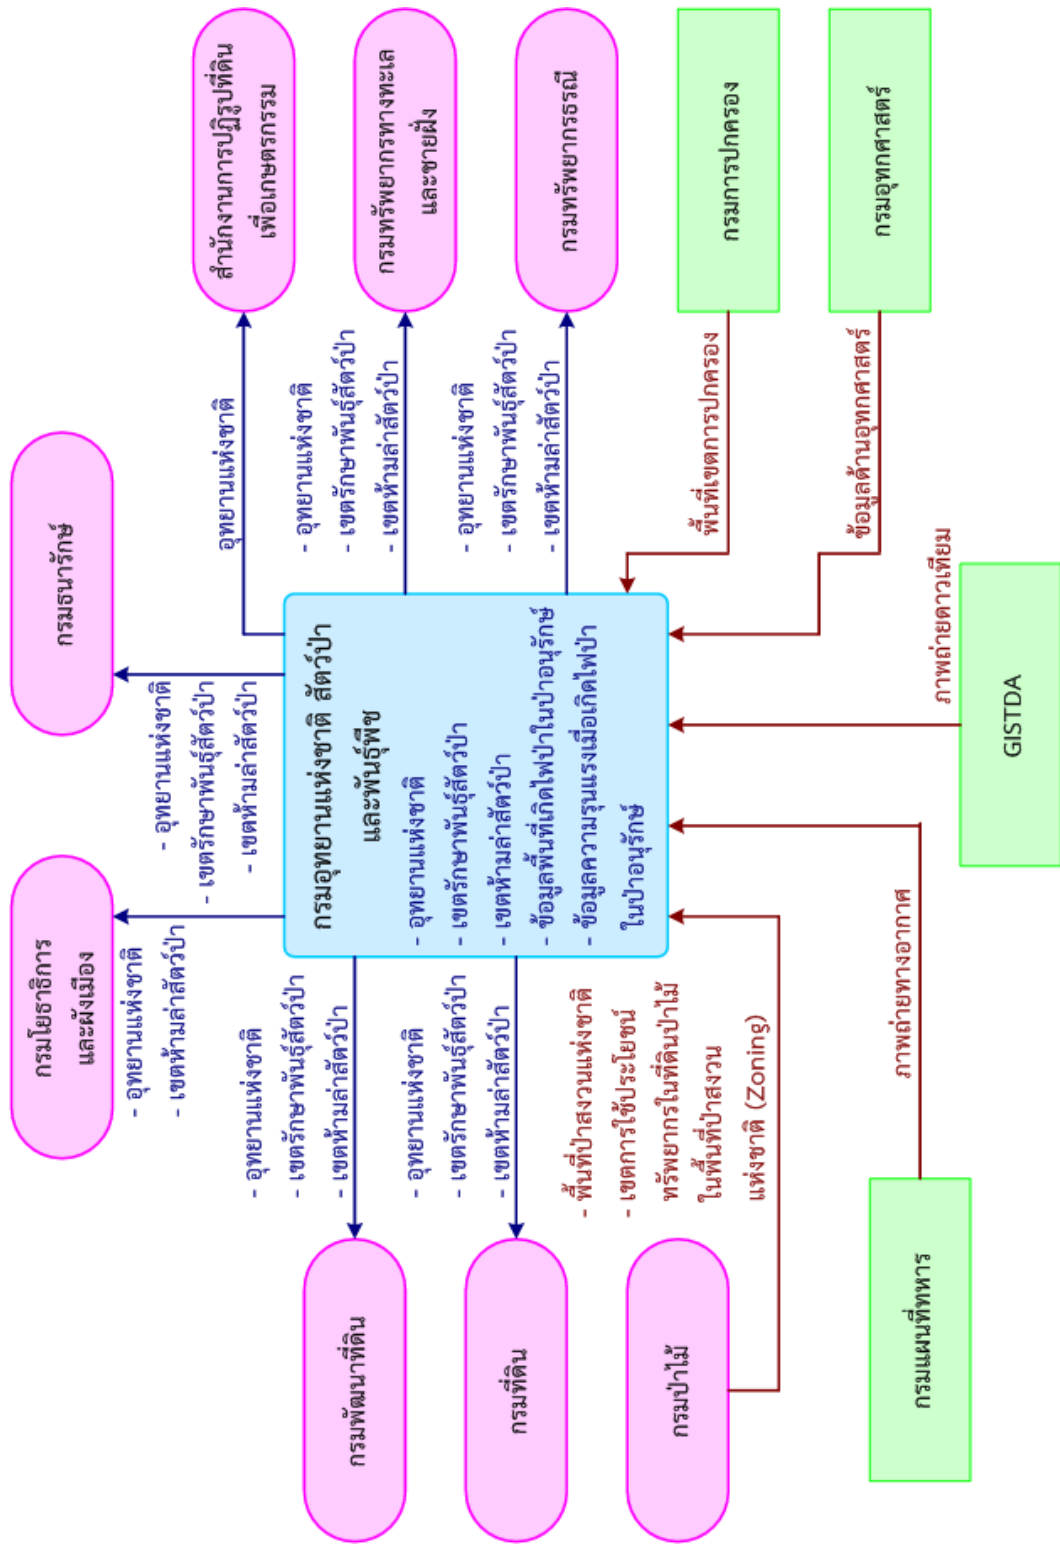 กรมโยธาธิการ
และผังเมือง
กรมธนารักษ์
- อุทยานแห่งชาติ
- เขตห้ามล่าสัตว์ป่า
- อุทยานแห่งชาติ
- เขตรักษาพันธุ์สัตว์ป่า
- เขตห้ามล่าสัตว์ป่า
สำนักงานการปฏิรูปที่ดิน
เพื่อเกษตรกรรม
อุทยานแห่งชาติ
กรมพัฒนาที่ดิน
- อุทยานแห่งชาติ
- เขตรักษาพันธุ์สัตว์ป่า
- เขตห้ามล่าสัตว์ป่า
กรมอุทยานแห่งชาติ สัตว์ป่า
และพันธุ์พืช
- อุทยานแห่งชาติ
- เขตรักษาพันธุ์สัตว์ป่า
- เขตห้ามล่าสัตว์ป่า
- ข้อมูลพื้นที่เกิดไฟป่าในป่าอนุรักษ์
- ข้อมูลความรุนแรงเมื่อเกิดไฟป่า
ในป่าอนุรักษ์
- อุทยานแห่งชาติ
- เขตรักษาพันธุ์สัตว์ป่า
- เขตห้ามล่าสัตว์ป่า
กรมทรัพยากรทางทะเล
และชายฝั่ง
กรมที่ดิน
- อุทยานแห่งชาติ
- เขตรักษาพันธุ์สัตว์ป่า
- เขตห้ามล่าสัตว์ป่า
- อุทยานแห่งชาติ
- เขตรักษาพันธุ์สัตว์ป่า
- เขตห้ามล่าสัตว์ป่า
กรมทรัพยากรธรณี
กรมป่าไม้
- พื้นที่ป่าสงวนแห่งชาติ
- เขตการใช้ประโยชน์
ทรัพยากรในที่ดินป่าไม้
ในพื้นที่ป่าสงวน
แห่งชาติ (Zoning)
พื้นที่เขตการปกครอง
กรมการปกครอง
ข้อมูลด้านอุทกศาสตร์
กรมอุทกศาสตร์
กรมแผนที่ทหาร
ภาพถ่ายทางอากาศ
ภาพถ่ายดาวเทียม
GISTDA